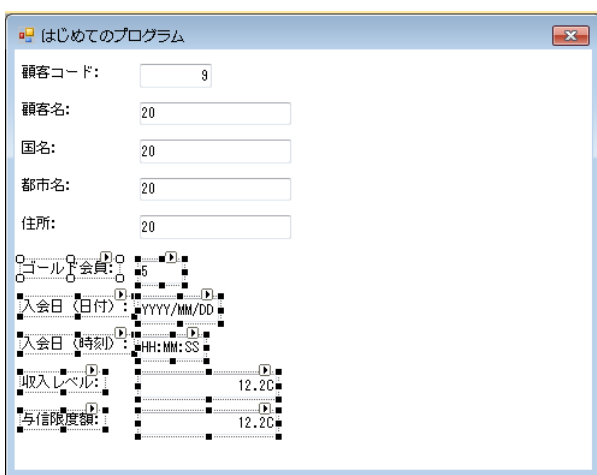 はじめてのプログラム
顧客コード: 9
顧客名: 20
国名: 20
都市名: 20
住所: 20
ゴールド会員: 5
入会日（日付）: YYYY/MM/DD
入会日（時刻）: HH:MM:SS
収入レベル: 12.2C
与信限度額: 12.2C